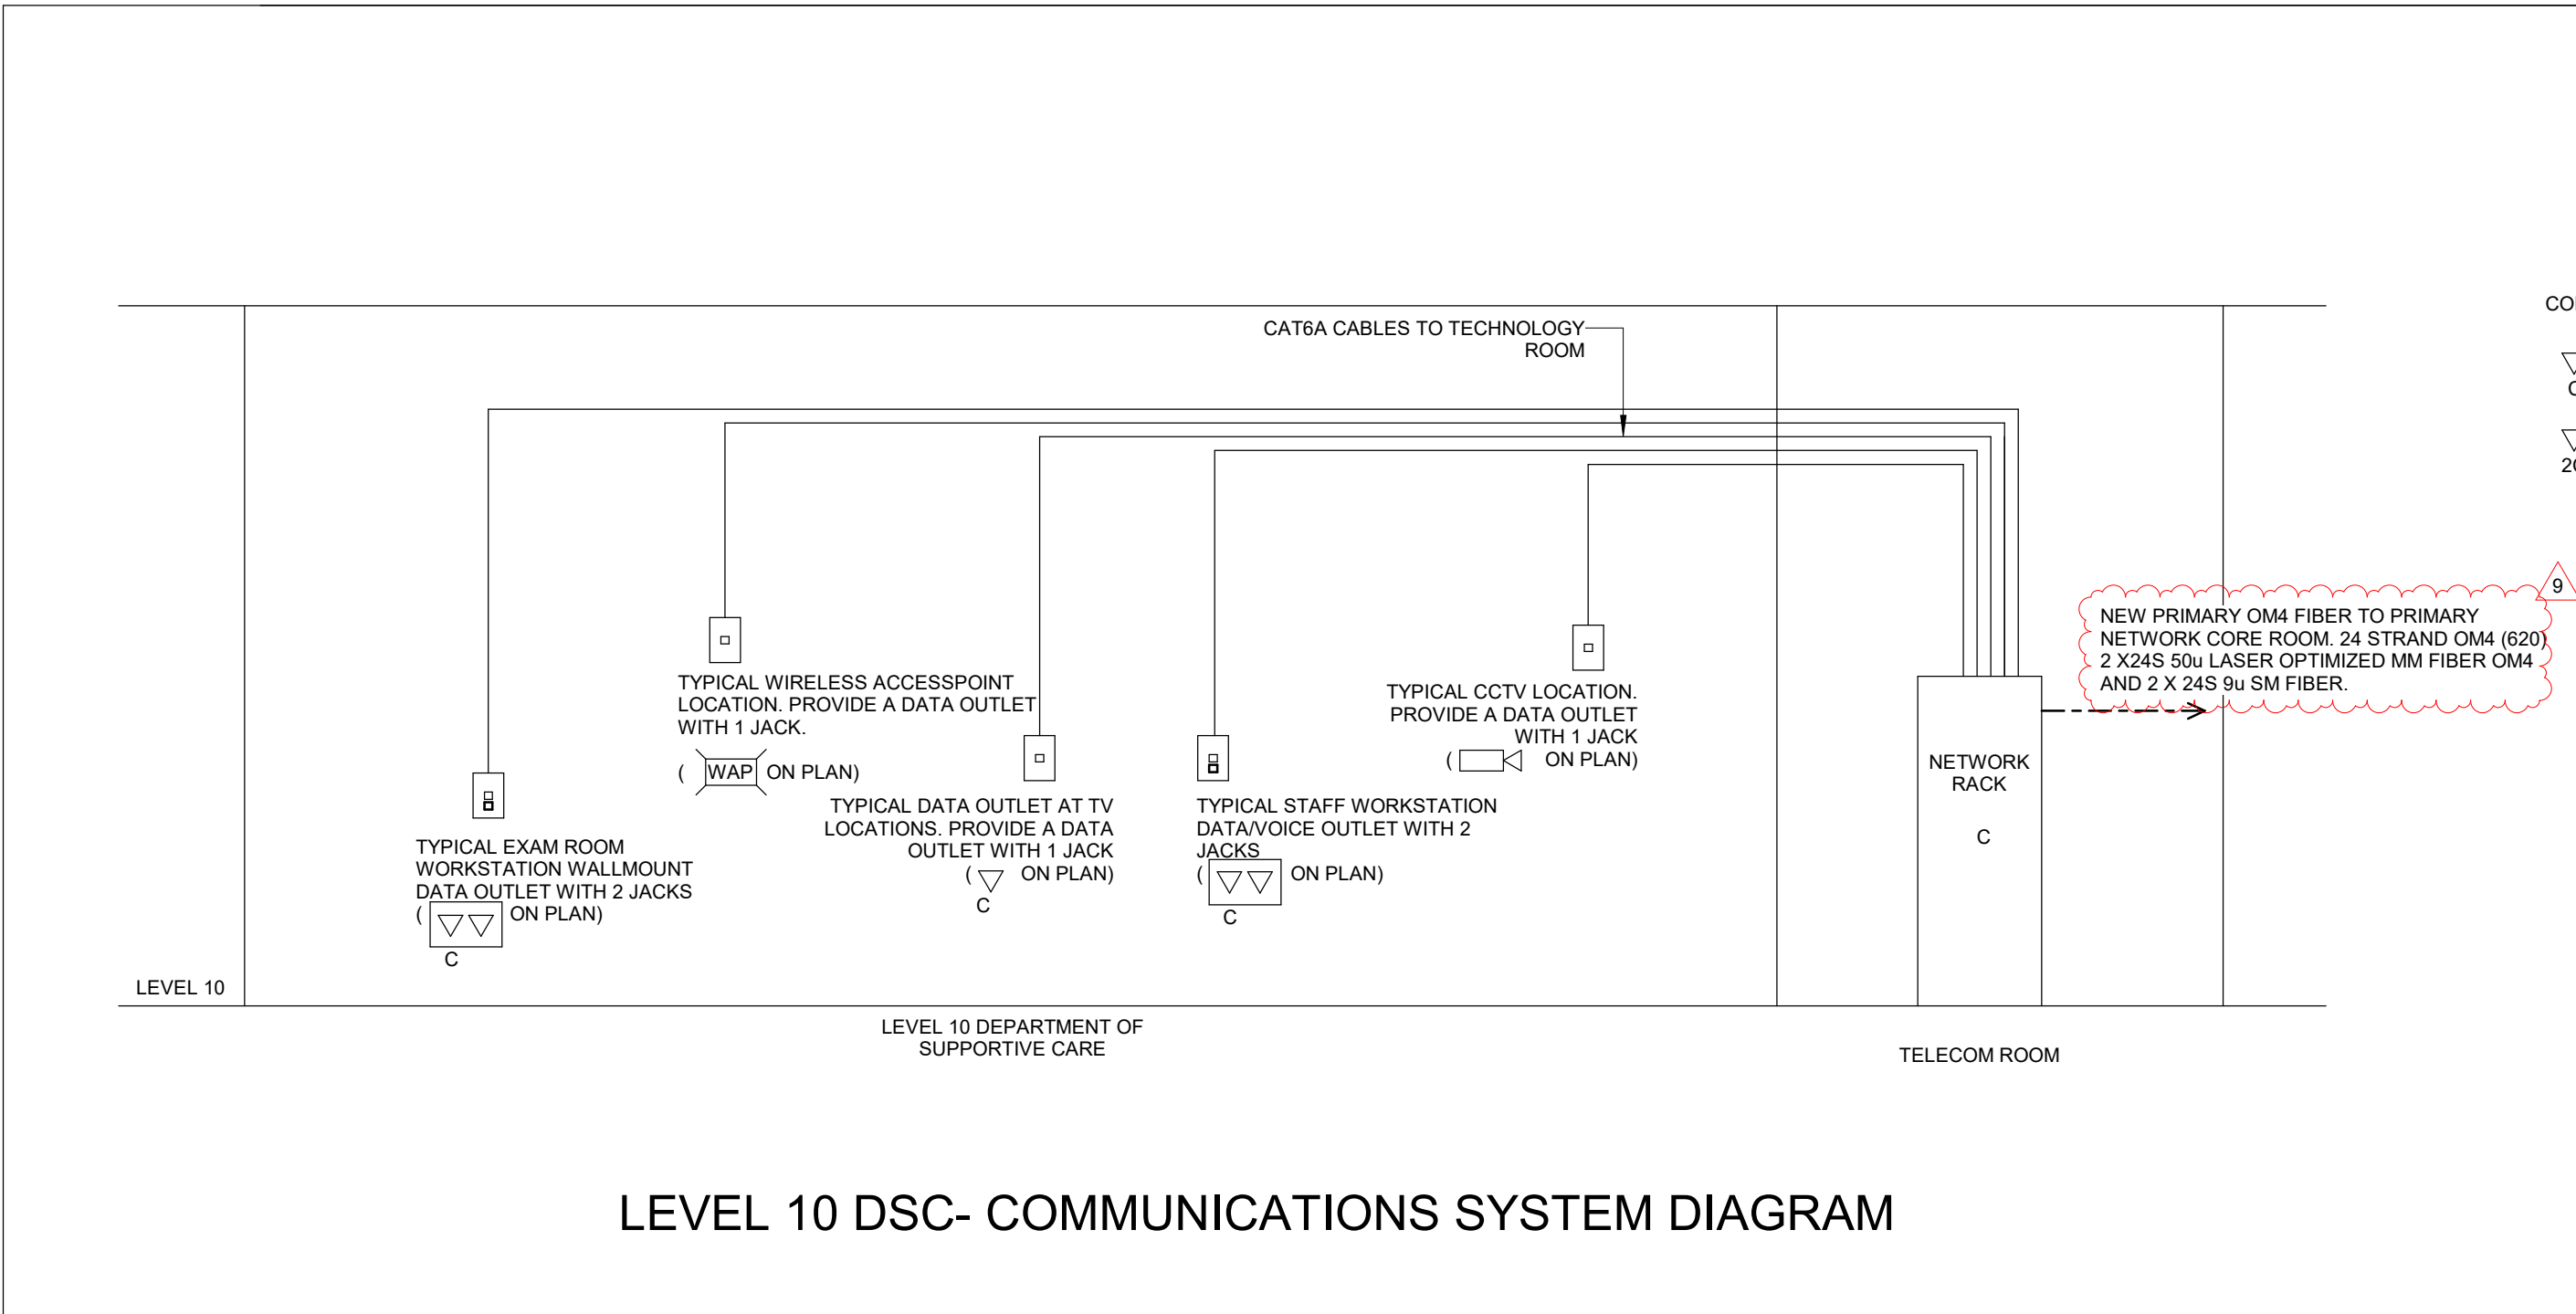 CAT6A CABLES TO TECHNOLOGY
ROOM
9
NEW PRIMARY OM4 FIBER TO PRIMARY
NETWORK CORE ROOM. 24 STRAND OM4 (620)
2 X24S 50u LASER OPTIMIZED MM FIBER OM4
AND 2 X 24S 9u SM FIBER.
TYPICAL WIRELESS ACCESSPOINT
LOCATION. PROVIDE A DATA OUTLET
WITH 1 JACK.
( WAP ON PLAN)
TYPICAL CCTV LOCATION.
PROVIDE A DATA OUTLET
WITH 1 JACK
( ON PLAN)
NETWORK
RACK
C
TYPICAL DATA OUTLET AT TV
LOCATIONS. PROVIDE A DATA
OUTLET WITH 1 JACK
( ON PLAN)
C
TYPICAL STAFF WORKSTATION
DATA/VOICE OUTLET WITH 2
JACKS
( ON PLAN)
C
TYPICAL EXAM ROOM
WORKSTATION WALLMOUNT
DATA OUTLET WITH 2 JACKS
( ON PLAN)
C
LEVEL 10
LEVEL 10 DEPARTMENT OF
SUPPORTIVE CARE
TELECOM ROOM
LEVEL 10 DSC- COMMUNICATIONS SYSTEM DIAGRAM